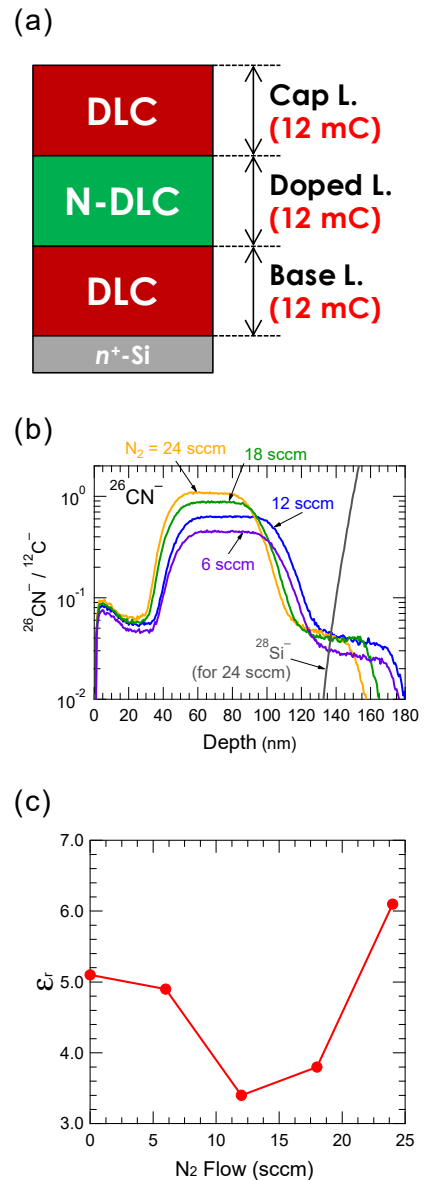 (a)
DLC
Cap L.
(12 mC)
N-DLC
Doped L.
(12 mC)
DLC
Base L.
(12 mC)
n⁺-Si
(b)
N₂ = 24 sccm
18 sccm
²⁶CN⁻
12 sccm
6 sccm
²⁸Si⁻
(for 24 sccm)
²⁶CN⁻ / ¹²C⁻
10⁰
10⁻¹
10⁻²
0 20 40 60 80 100 120 140 160 180
Depth (nm)
(c)
7.0
6.0
5.0
4.0
3.0
εr
0 5 10 15 20 25
N₂ Flow (sccm)